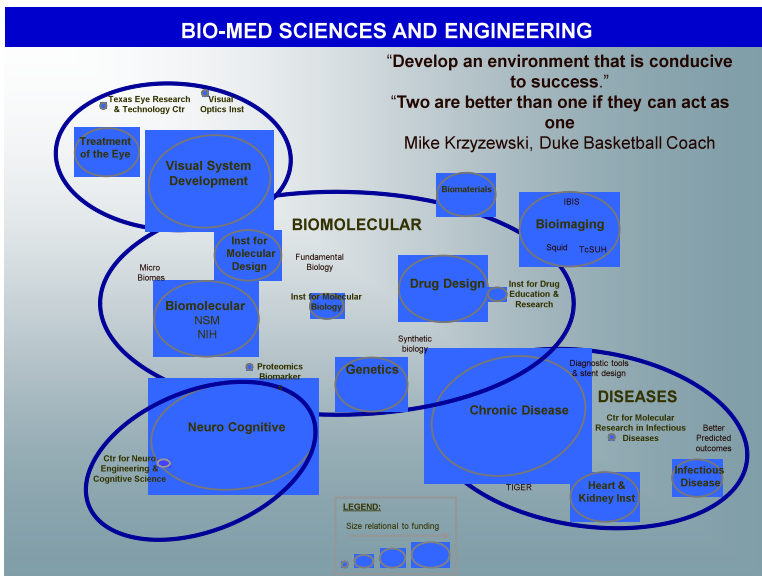 BIO-MED SCIENCES AND ENGINEERING
“Develop an environment that is conducive
to success.”
“Two are better than one if they can act as
one
Mike Krzyzewski, Duke Basketball Coach
Texas Eye Research
& Technology Ctr
Visual
Optics Inst
Treatment
of the Eye
Visual System
Development
Biomaterials
IBIS
Bioimaging
Squid TcSUH
BIOMOLECULAR
Inst for
Molecular
Design
Fundamental
Biology
Micro
Biomes
Biomolecular
NSM
NIH
Inst for Molecular
Biology
Drug Design
Inst for Drug
Education &
Research
Synthetic
biology
Proteomics
Biomarker
Genetics
Diagnostic tools
& stent design
DISEASES
Chronic Disease
Ctr for Molecular
Research in Infectious
Diseases
Better
Predicted
outcomes
Neuro Cognitive
Ctr for Neuro
Engineering &
Cognitive Science
Infectious
Disease
TIGER
Heart &
Kidney Inst
LEGEND:
Size relational to funding